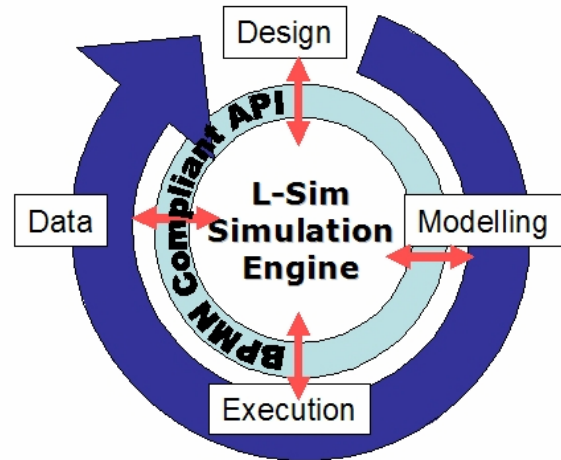 Design
BPMN Compliant API
L-Sim
Simulation
Engine
Data
Modelling
Execution